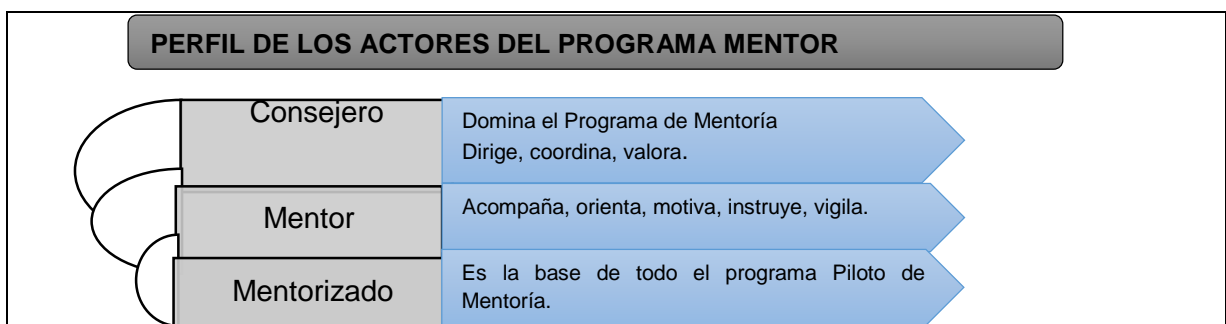 PERFIL DE LOS ACTORES DEL PROGRAMA MENTOR
Consejero
Domina el Programa de Mentoría
Dirige, coordina, valora.
Mentor
Acompaña, orienta, motiva, instruye, vigila.
Mentorizado
Es la base de todo el programa Piloto de
Mentoría.